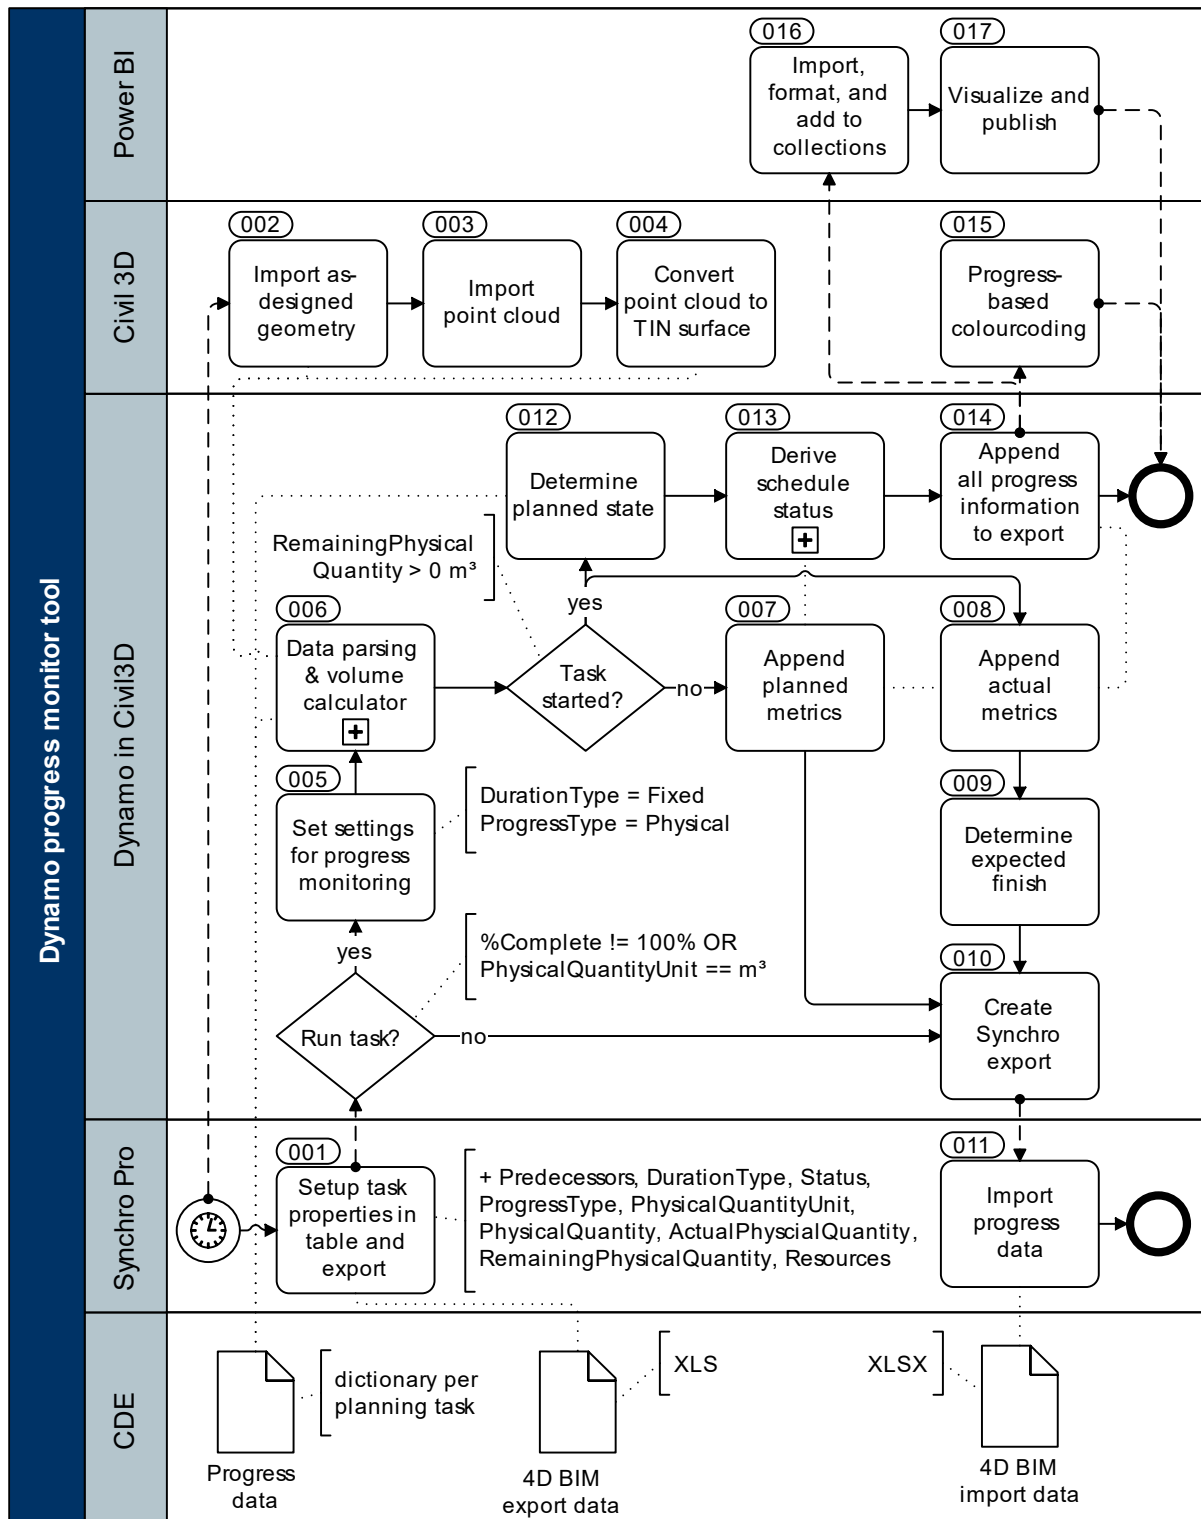 Dynamo progress monitor tool
Power BI
016
Import,
format, and
add to
collections
017
Visualize and
publish
Civil 3D
002
Import as-
designed
geometry
003
Import
point cloud
004
Convert
point cloud to
TIN surface
015
Progress-
based
colourcoding
Dynamo in Civil3D
012
Determine
planned state
013
Derive
schedule
status
014
Append
all progress
information
to export
RemainingPhysical
Quantity > 0 m³
yes
006
Data parsing
& volume
calculator
Task
started?
no
007
Append
planned
metrics
008
Append
actual
metrics
005
Set settings
for progress
monitoring
DurationType = Fixed
ProgressType = Physical
009
Determine
expected
finish
yes
%Complete != 100% OR
PhysicalQuantityUnit == m³
Run task?
no
010
Create
Synchro
export
Synchro Pro
001
Setup task
properties in
table and
export
+ Predecessors, DurationType, Status,
ProgressType, PhysicalQuantityUnit,
PhysicalQuantity, ActualPhyscialQuantity,
RemainingPhysicalQuantity, Resources
011
Import
progress
data
CDE
dictionary per
planning task
Progress
data
XLS
4D BIM
export data
XLSX
4D BIM
import data